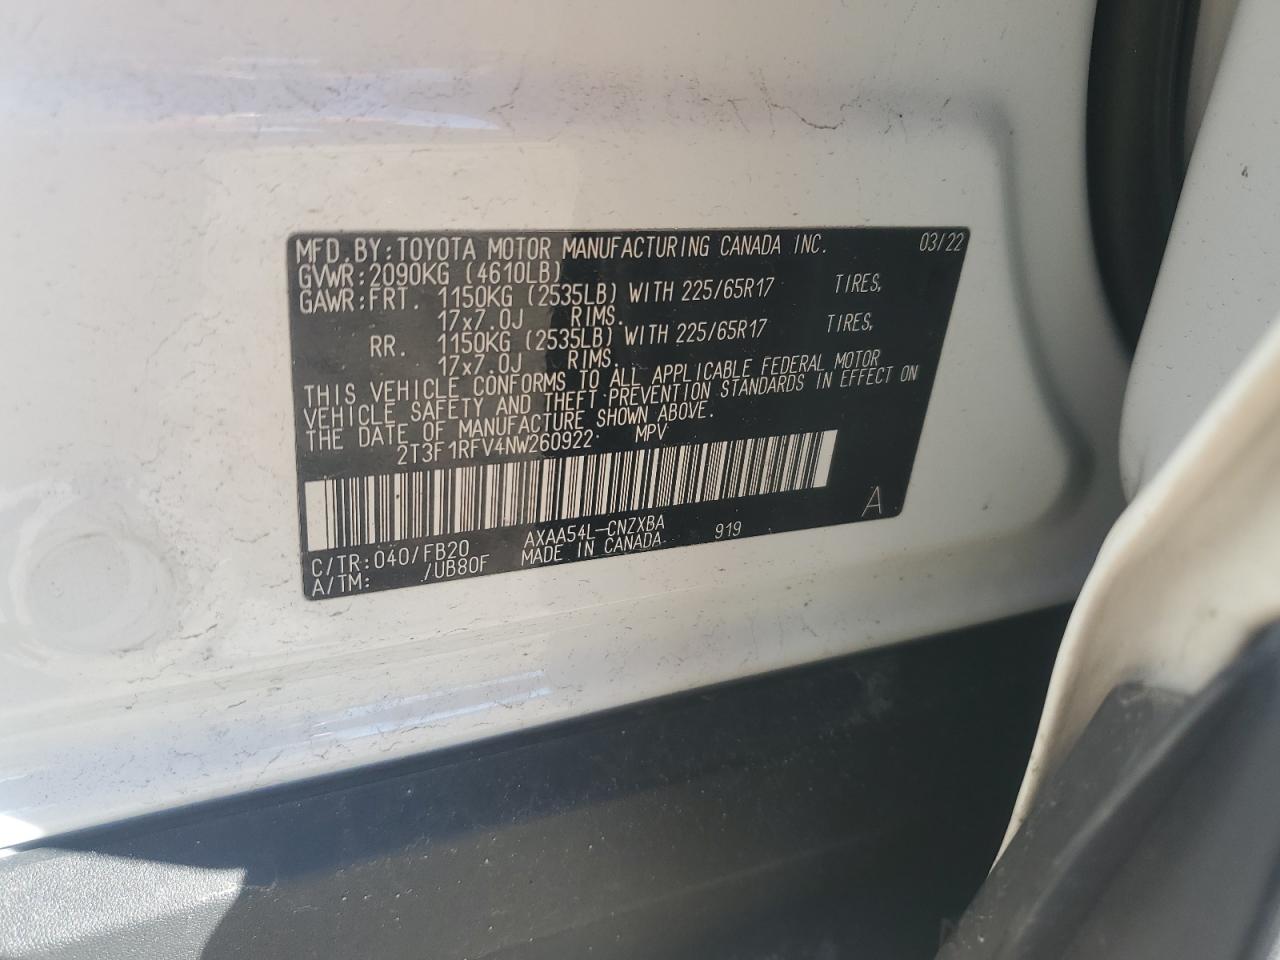 MFD.BY:TOYOTA MOTOR MANUFACTURING CANADA INC. 03/22
GVWR:2090KG (4610LB)
GAWR:FRT. 1150KG (2535LB) WITH 225/65R17 TIRES,
17x7.0J RIMS.
RR. 1150KG (2535LB) WITH 225/65R17 TIRES,
17x7.0J RIMS.
THIS VEHICLE CONFORMS TO ALL APPLICABLE FEDERAL MOTOR
VEHICLE SAFETY AND THEFT PREVENTION STANDARDS IN EFFECT ON
THE DATE OF MANUFACTURE SHOWN ABOVE.
2T3F1RFV4NW260922 MPV
A
C/TR:040/FB20 AXAA54L-CNZXBA 919
A/TM: /UB80F MADE IN CANADA